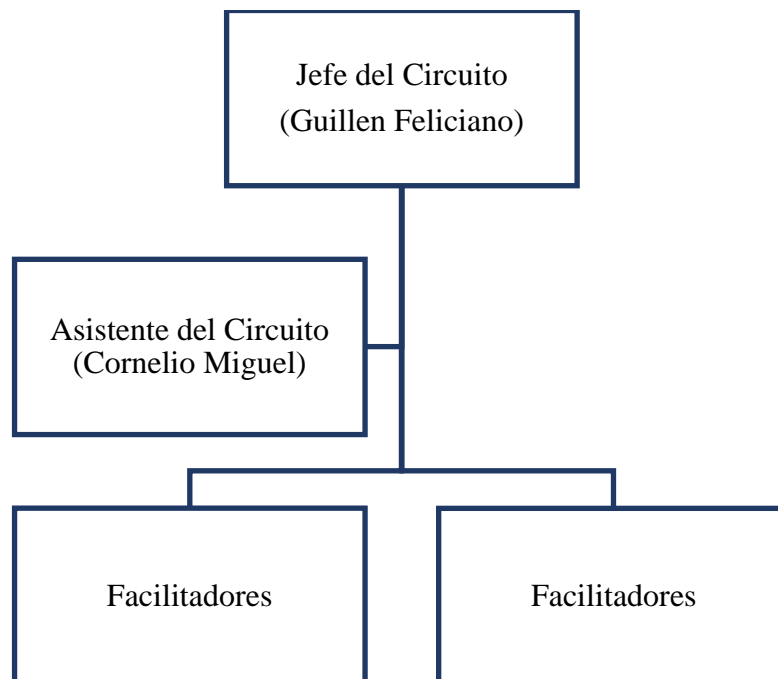 Jefe del Circuito
(Guillen Feliciano)
Asistente del Circuito
(Cornelio Miguel)
Facilitadores
Facilitadores